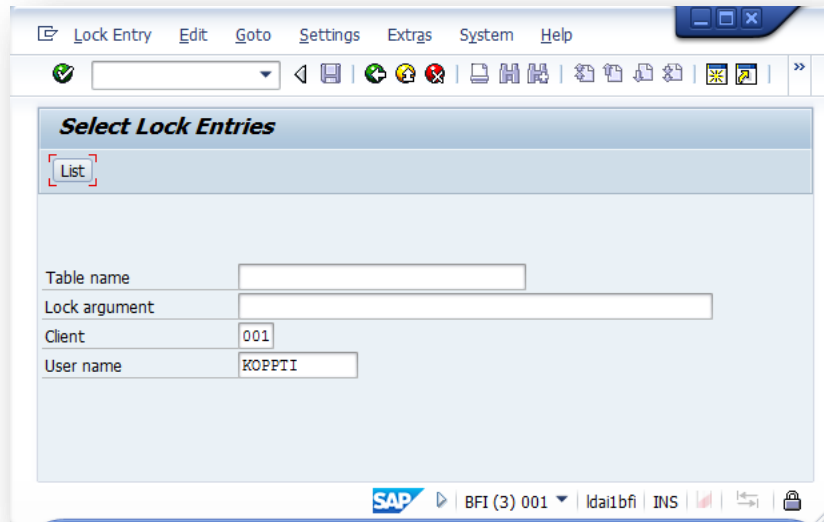 Lock Entry Edit Goto Settings Extras System Help
Select Lock Entries
List
Table name
Lock argument
Client 001
User name KOPPTI
SAP BFI (3) 001 ldai1bfi INS